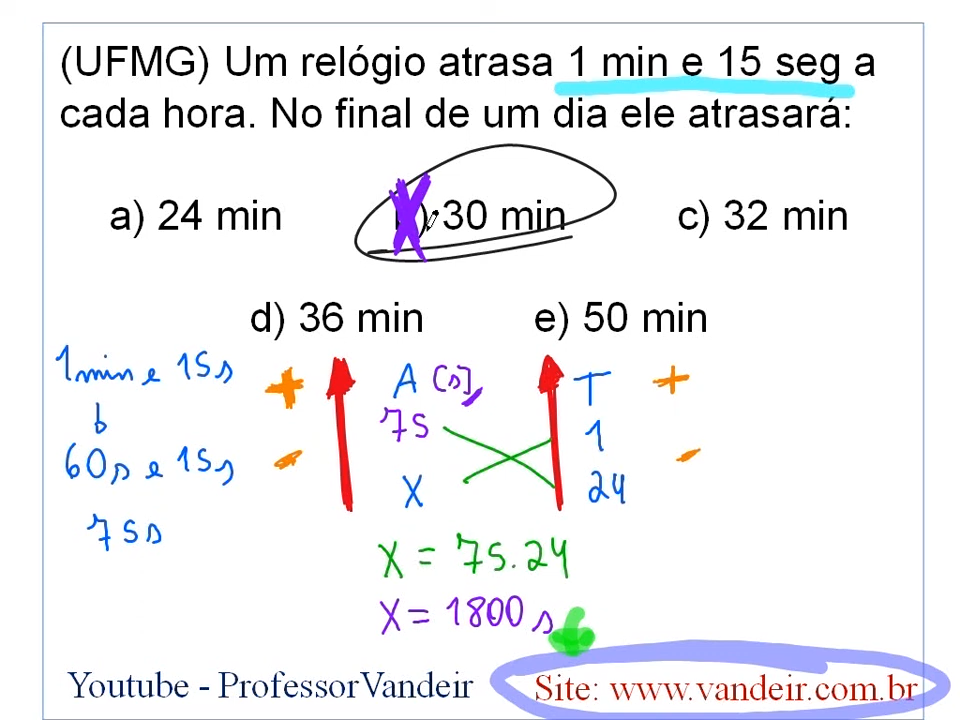 (UFMG) Um relógio atrasa 1 min e 15 seg a
cada hora. No final de um dia ele atrasará:
a) 24 min b) 30 min c) 32 min
d) 36 min e) 50 min
1min e 15s + A [s] T +
75 1
60s e 15s - X 24 -
75s
X = 75.24
X = 1800 s
Youtube - ProfessorVandeir Site: www.vandeir.com.br